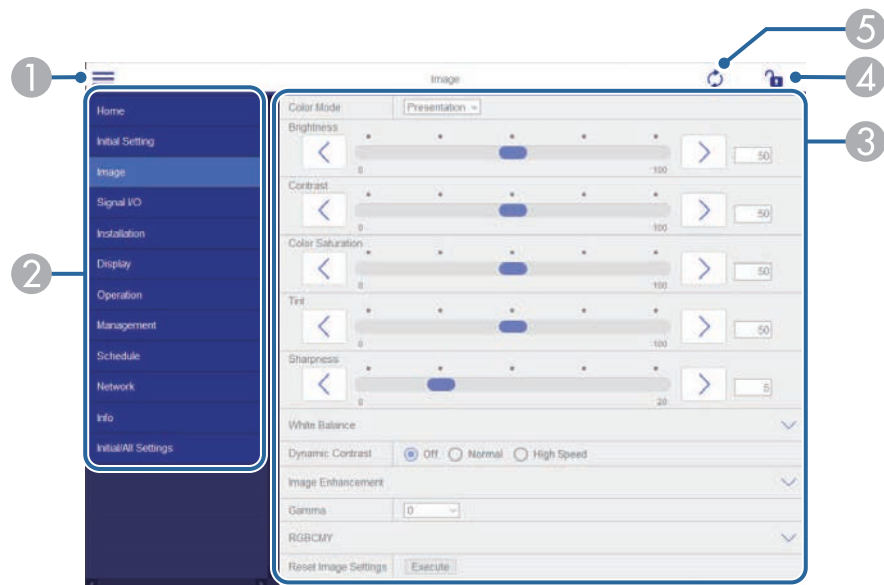 5
1
Image
4
Home
Initial Setting
Image
Signal I/O
Installation
Display
Operation
Management
Schedule
Network
Info
Initial/All Settings
2
Color Mode
Presentation
Brightness
0
100
50
Contrast
0
100
50
Color Saturation
0
100
50
Tint
0
100
50
Sharpness
0
20
5
White Balance
Dynamic Contrast
Off Normal High Speed
Image Enhancement
Gamma
0
RGBCMY
Reset Image Settings
Execute
3